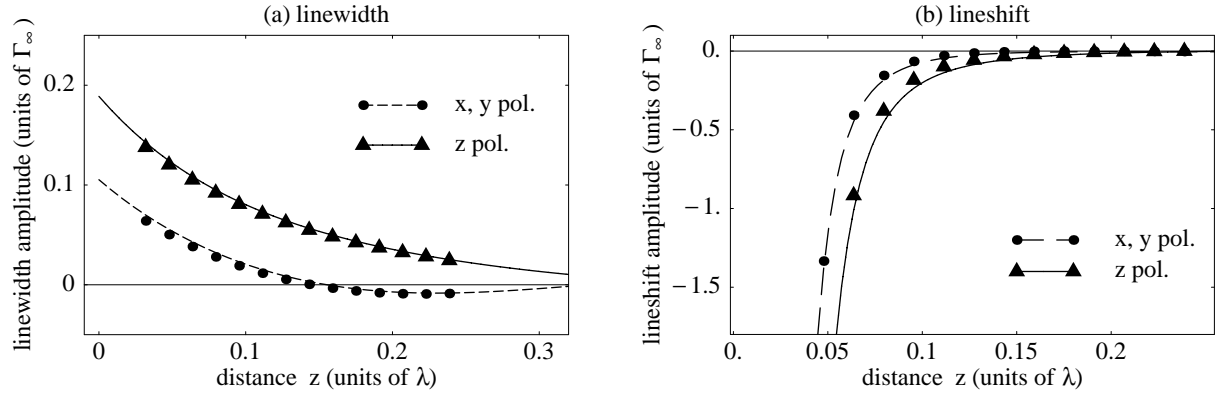 (a) linewidth
linewidth amplitude (units of Γ∞)
0.2
0.1
0
x, y pol.
z pol.
0
0.1
0.2
0.3
distance z (units of λ)
(b) lineshift
lineshift amplitude (units of Γ∞)
0.
−0.5
−1.
−1.5
x, y pol.
z pol.
0.
0.05
0.1
0.15
0.2
distance z (units of λ)